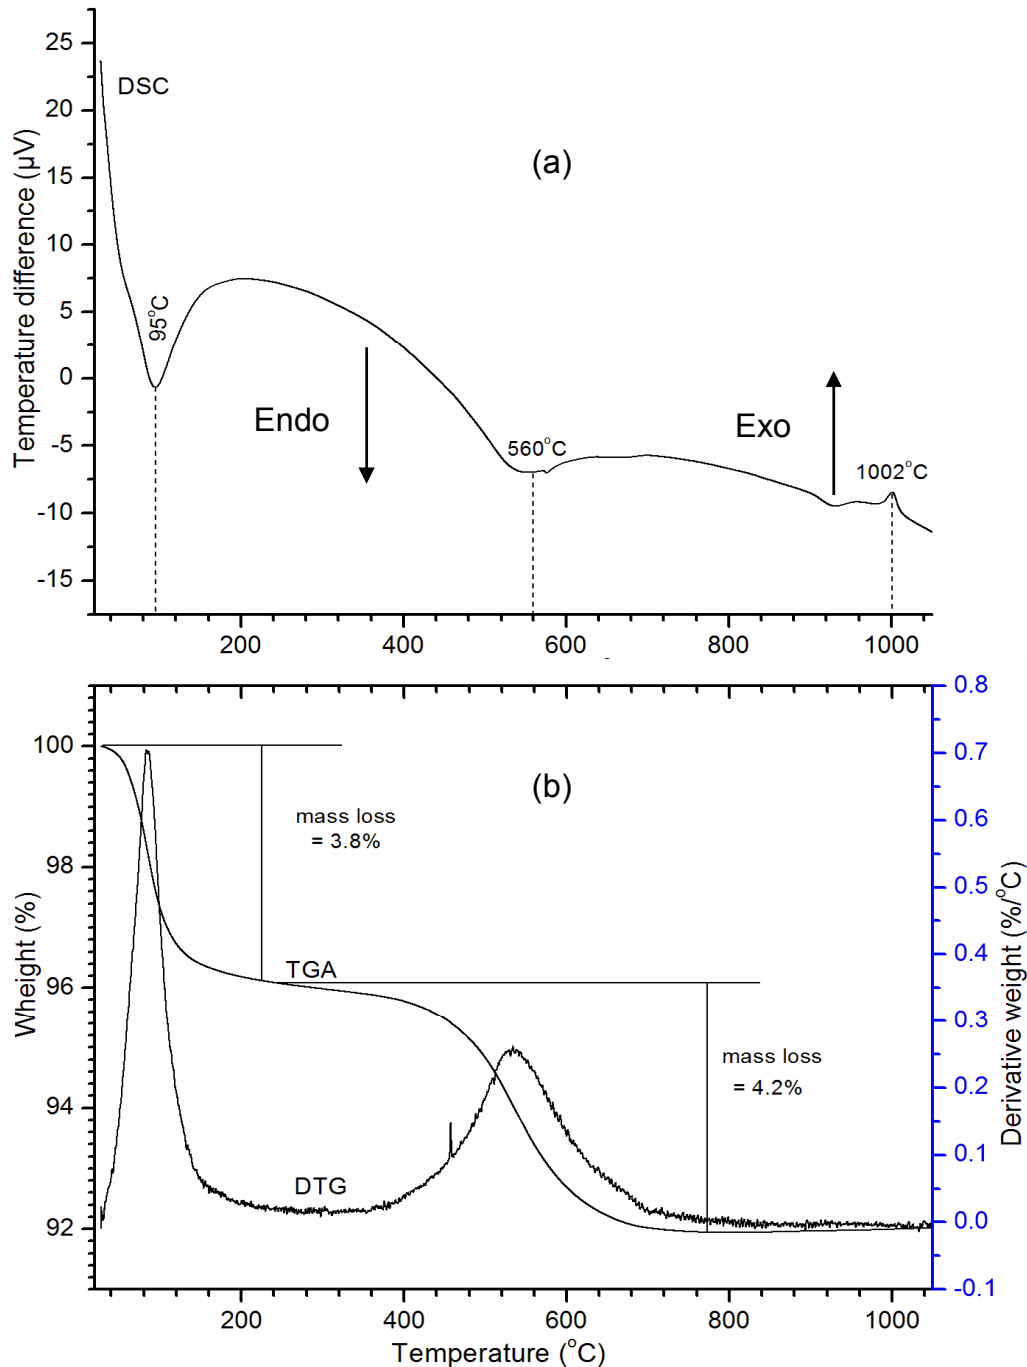 25
20
15
10
5
0
-5
-10
-15
Temperature difference (µV)
DSC
(a)
95°C
Endo
560°C
Exo
1002°C
200
400
600
800
1000
100
98
96
94
92
Wheight (%)
(b)
mass loss
= 3.8%
TGA
mass loss
= 4.2%
DTG
0.8
0.7
0.6
0.5
0.4
0.3
0.2
0.1
0.0
-0.1
Derivative weight (%/°C)
200
400
600
800
1000
Temperature (°C)